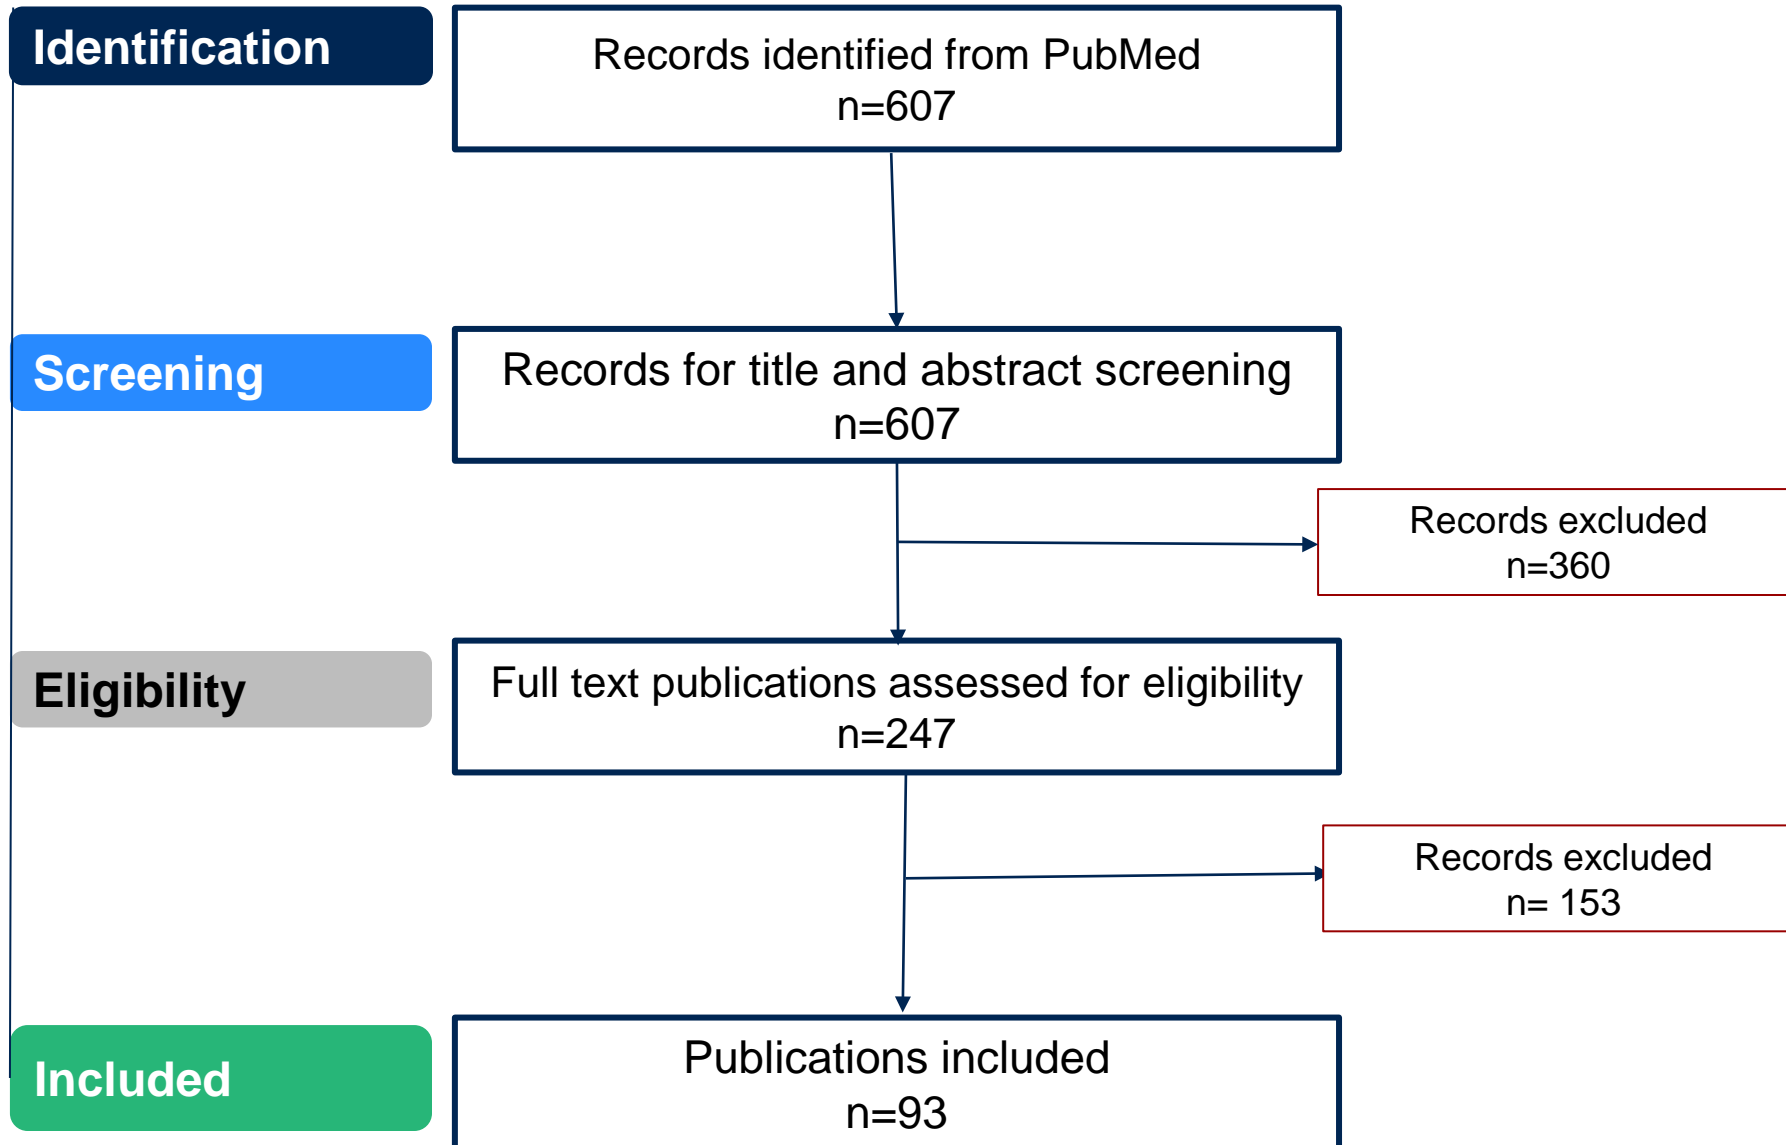 Identification
Records identified from PubMed
n=607
Screening
Records for title and abstract screening
n=607
Records excluded
n=360
Eligibility
Full text publications assessed for eligibility
n=247
Records excluded
n= 153
Included
Publications included
n=93